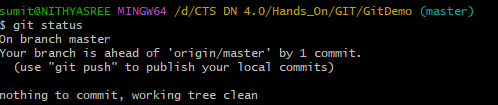 sumit@NITHYASREE MINGW64 /d/CTS DN 4.0/Hands_On/GIT/GitDemo (master)
$ git status
On branch master
Your branch is ahead of 'origin/master' by 1 commit.
  (use "git push" to publish your local commits)

nothing to commit, working tree clean